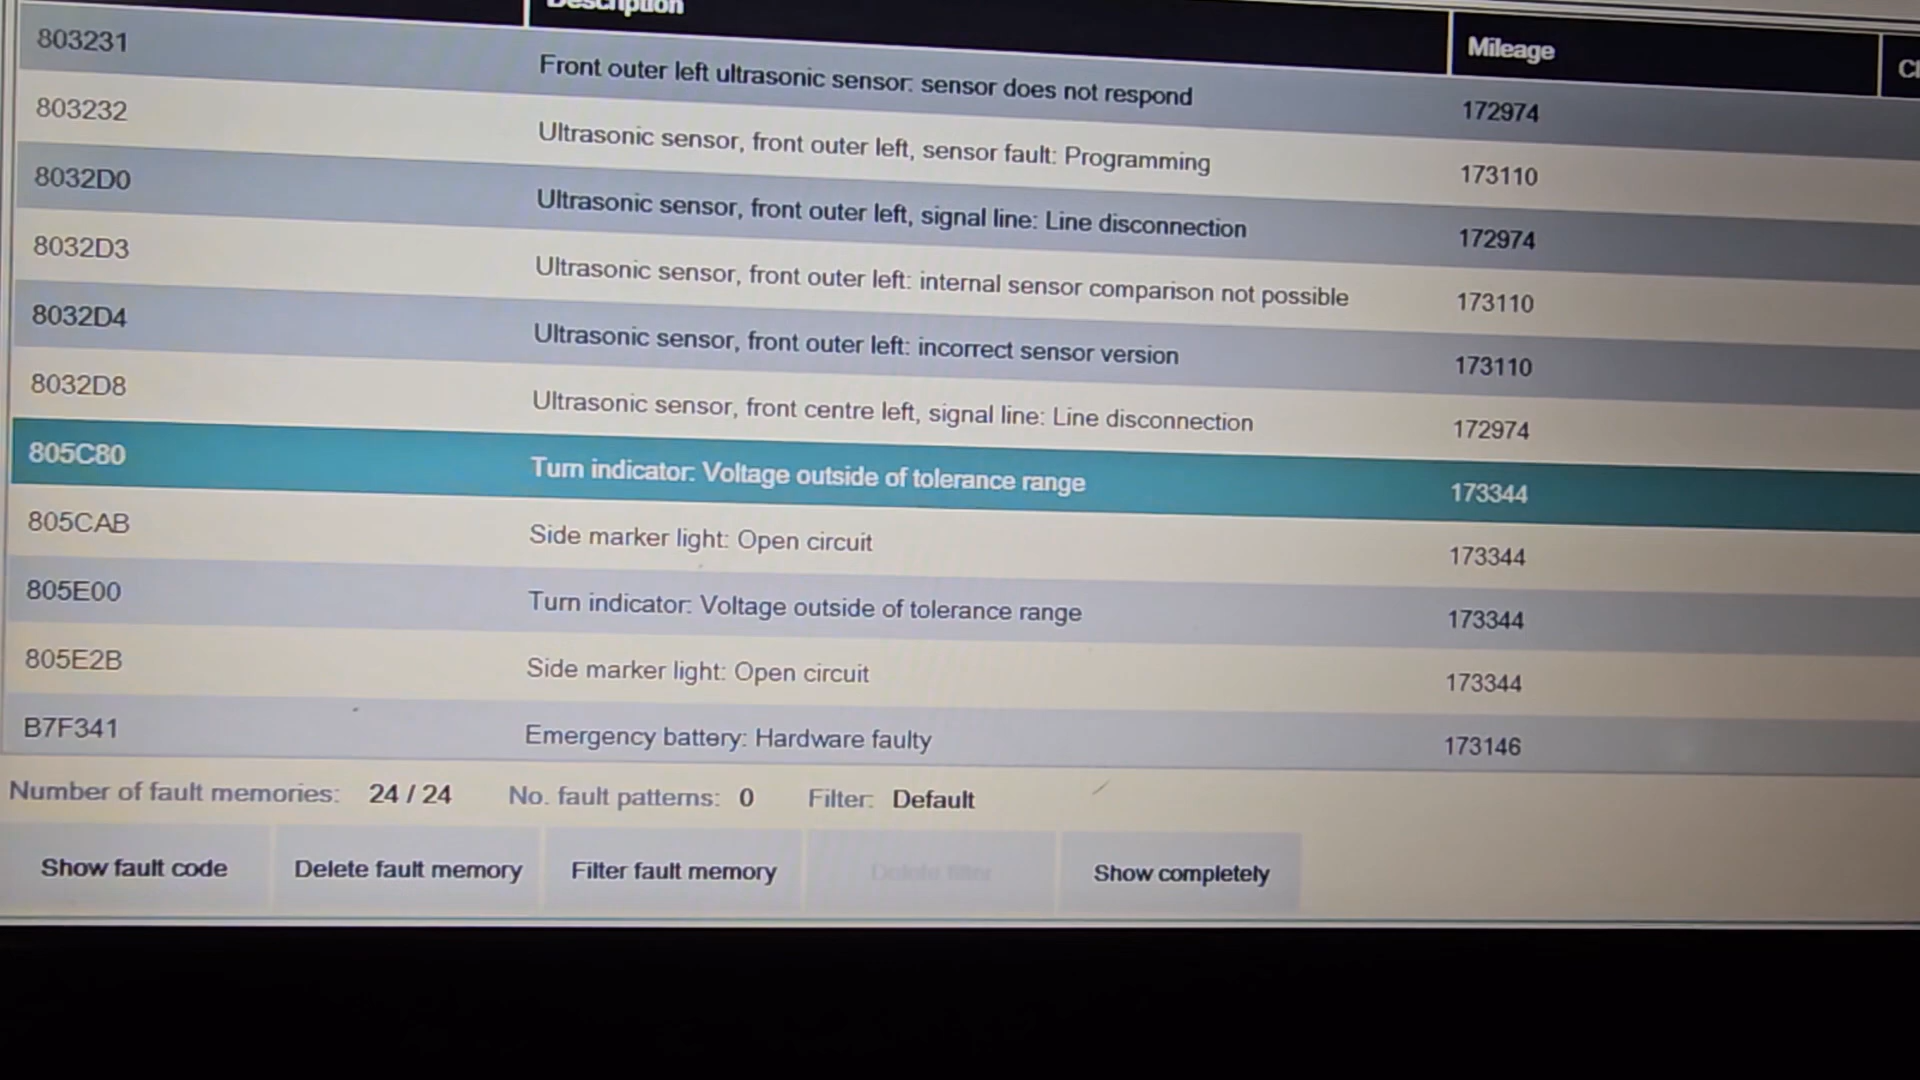 Description Mileage
803231 Front outer left ultrasonic sensor: sensor does not respond 172974
803232 Ultrasonic sensor, front outer left, sensor fault: Programming 173110
8032D0 Ultrasonic sensor, front outer left, signal line: Line disconnection 172974
8032D3 Ultrasonic sensor, front outer left: internal sensor comparison not possible 173110
8032D4 Ultrasonic sensor, front outer left: incorrect sensor version 173110
8032D8 Ultrasonic sensor, front centre left, signal line: Line disconnection 172974
805C80 Turn indicator: Voltage outside of tolerance range 173344
805CAB Side marker light: Open circuit 173344
805E00 Turn indicator: Voltage outside of tolerance range 173344
805E2B Side marker light: Open circuit 173344
B7F341 Emergency battery: Hardware faulty 173146
Number of fault memories: 24 / 24 No. fault patterns: 0 Filter: Default
Show fault code Delete fault memory Filter fault memory Delete filter Show completely